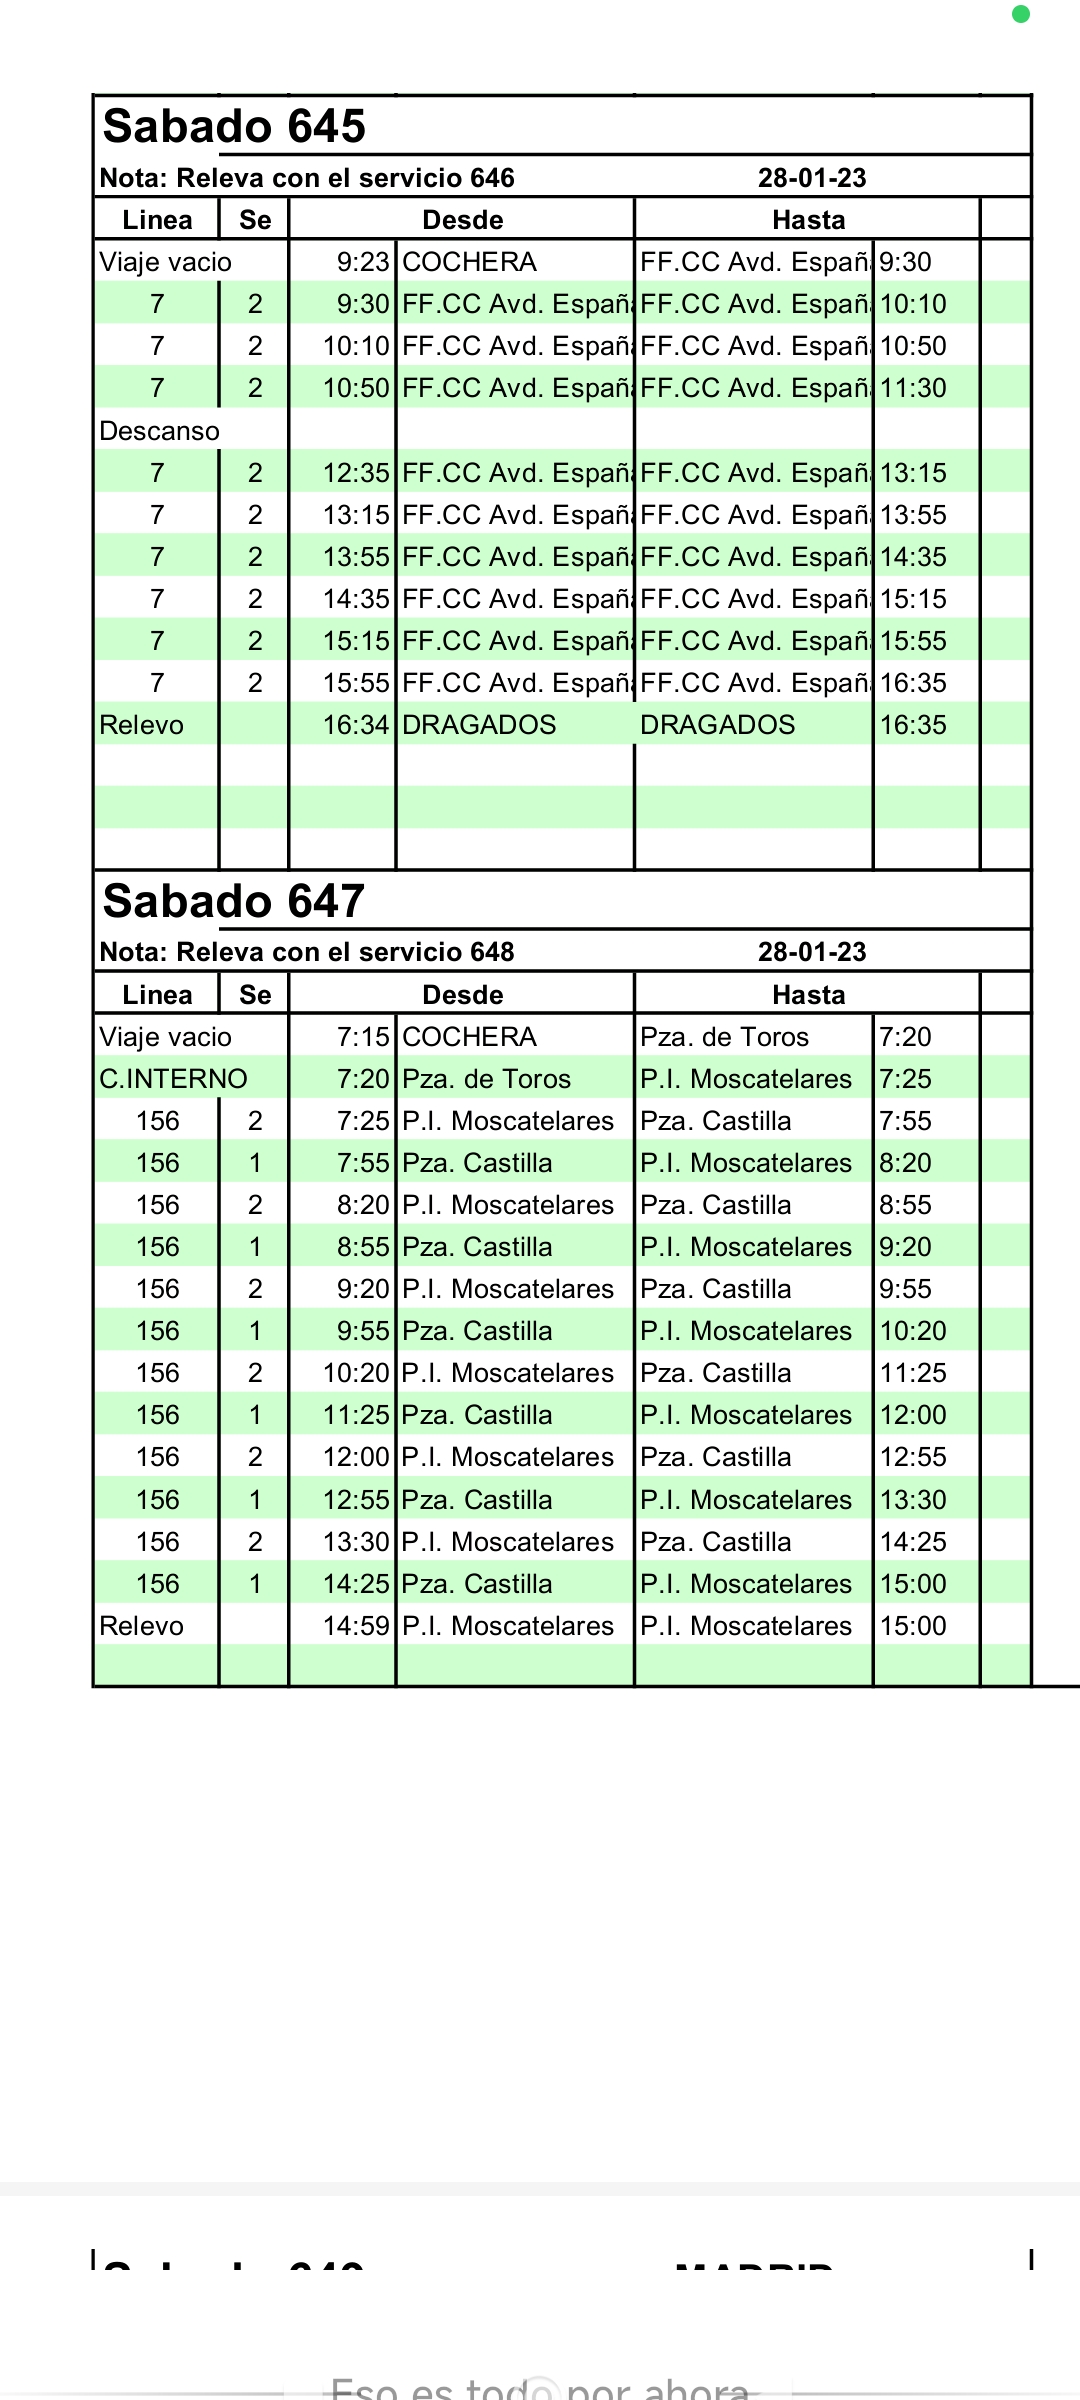 Sabado 645
Nota: Releva con el servicio 646 28-01-23
Linea Se Desde Hasta
Viaje vacio 9:23 COCHERA FF.CC Avd. Españ 9:30
7 2 9:30 FF.CC Avd. Españ FF.CC Avd. Españ 10:10
7 2 10:10 FF.CC Avd. Españ FF.CC Avd. Españ 10:50
7 2 10:50 FF.CC Avd. Españ FF.CC Avd. Españ 11:30
Descanso
7 2 12:35 FF.CC Avd. Españ FF.CC Avd. Españ 13:15
7 2 13:15 FF.CC Avd. Españ FF.CC Avd. Españ 13:55
7 2 13:55 FF.CC Avd. Españ FF.CC Avd. Españ 14:35
7 2 14:35 FF.CC Avd. Españ FF.CC Avd. Españ 15:15
7 2 15:15 FF.CC Avd. Españ FF.CC Avd. Españ 15:55
7 2 15:55 FF.CC Avd. Españ FF.CC Avd. Españ 16:35
Relevo 16:34 DRAGADOS DRAGADOS 16:35
Sabado 647
Nota: Releva con el servicio 648 28-01-23
Linea Se Desde Hasta
Viaje vacio 7:15 COCHERA Pza. de Toros 7:20
C.INTERNO 7:20 Pza. de Toros P.I. Moscatelares 7:25
156 2 7:25 P.I. Moscatelares Pza. Castilla 7:55
156 1 7:55 Pza. Castilla P.I. Moscatelares 8:20
156 2 8:20 P.I. Moscatelares Pza. Castilla 8:55
156 1 8:55 Pza. Castilla P.I. Moscatelares 9:20
156 2 9:20 P.I. Moscatelares Pza. Castilla 9:55
156 1 9:55 Pza. Castilla P.I. Moscatelares 10:20
156 2 10:20 P.I. Moscatelares Pza. Castilla 11:25
156 1 11:25 Pza. Castilla P.I. Moscatelares 12:00
156 2 12:00 P.I. Moscatelares Pza. Castilla 12:55
156 1 12:55 Pza. Castilla P.I. Moscatelares 13:30
156 2 13:30 P.I. Moscatelares Pza. Castilla 14:25
156 1 14:25 Pza. Castilla P.I. Moscatelares 15:00
Relevo 14:59 P.I. Moscatelares P.I. Moscatelares 15:00
Sabado MADRID
Eso es todo por ahora